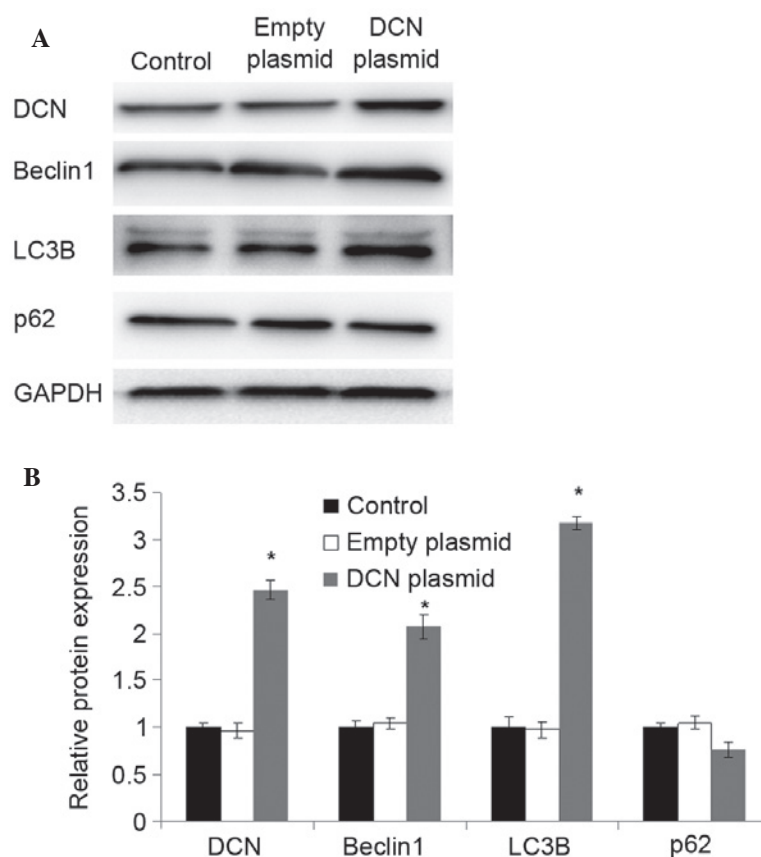 A
Control
Empty
plasmid
DCN
plasmid
DCN
Beclin1
LC3B
p62
GAPDH
B
Relative protein expression
3.5
3
2.5
2
1.5
1
0.5
0
Control
Empty plasmid
DCN plasmid
*
*
*
DCN
Beclin1
LC3B
p62